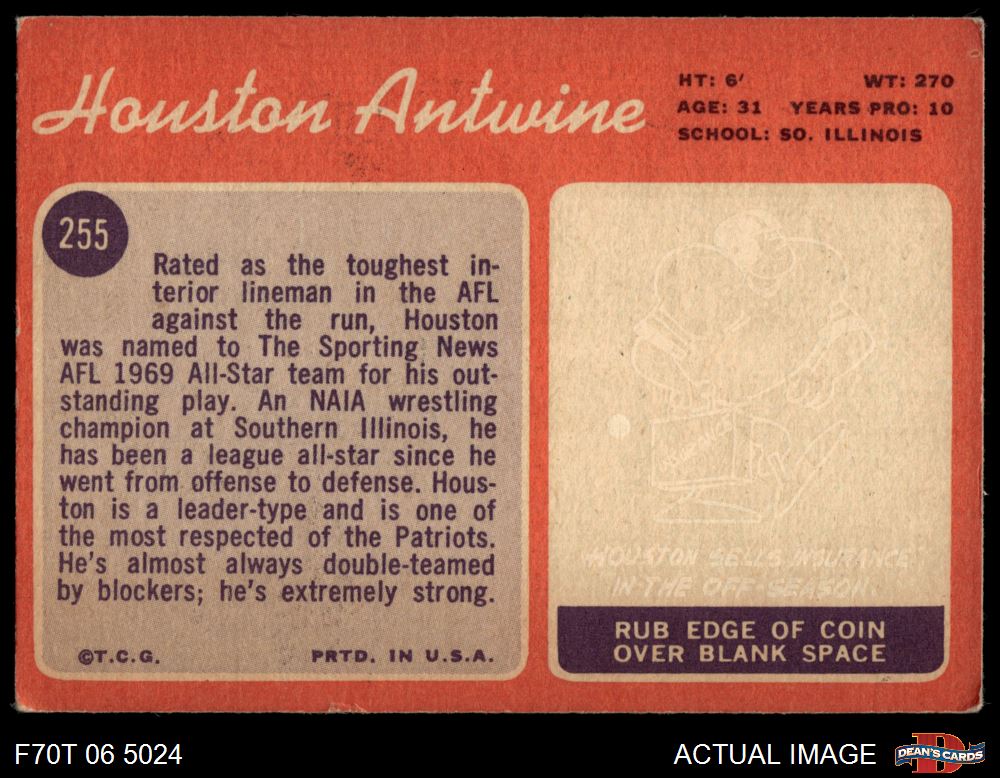 Houston Antwine
HT: 6' WT: 270
AGE: 31 YEARS PRO: 10
SCHOOL: SO. ILLINOIS
255
Rated as the toughest in-
terior lineman in the AFL
against the run, Houston
was named to The Sporting News
AFL 1969 All-Star team for his out-
standing play. An NAIA wrestling
champion at Southern Illinois, he
has been a league all-star since he
went from offense to defense. Hous-
ton is a leader-type and is one of
the most respected of the Patriots.
He's almost always double-teamed
by blockers; he's extremely strong.
©T.C.G. PRTD. IN U.S.A.
HOUSTON SELLS INSURANCE
IN THE OFF-SEASON.
RUB EDGE OF COIN
OVER BLANK SPACE
F70T 06 5024
ACTUAL IMAGE
DEAN'S CARDS